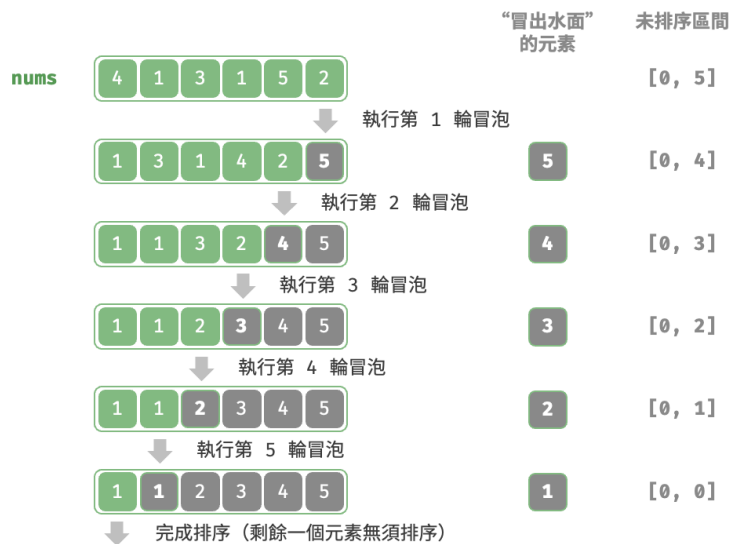 “冒出水面” 未排序區間
的元素
nums 4 1 3 1 5 2 [0, 5]
執行第 1 輪冒泡
1 3 1 4 2 5 5 [0, 4]
執行第 2 輪冒泡
1 1 3 2 4 5 4 [0, 3]
執行第 3 輪冒泡
1 1 2 3 4 5 3 [0, 2]
執行第 4 輪冒泡
1 1 2 3 4 5 2 [0, 1]
執行第 5 輪冒泡
1 1 2 3 4 5 1 [0, 0]
完成排序（剩餘一個元素無須排序）